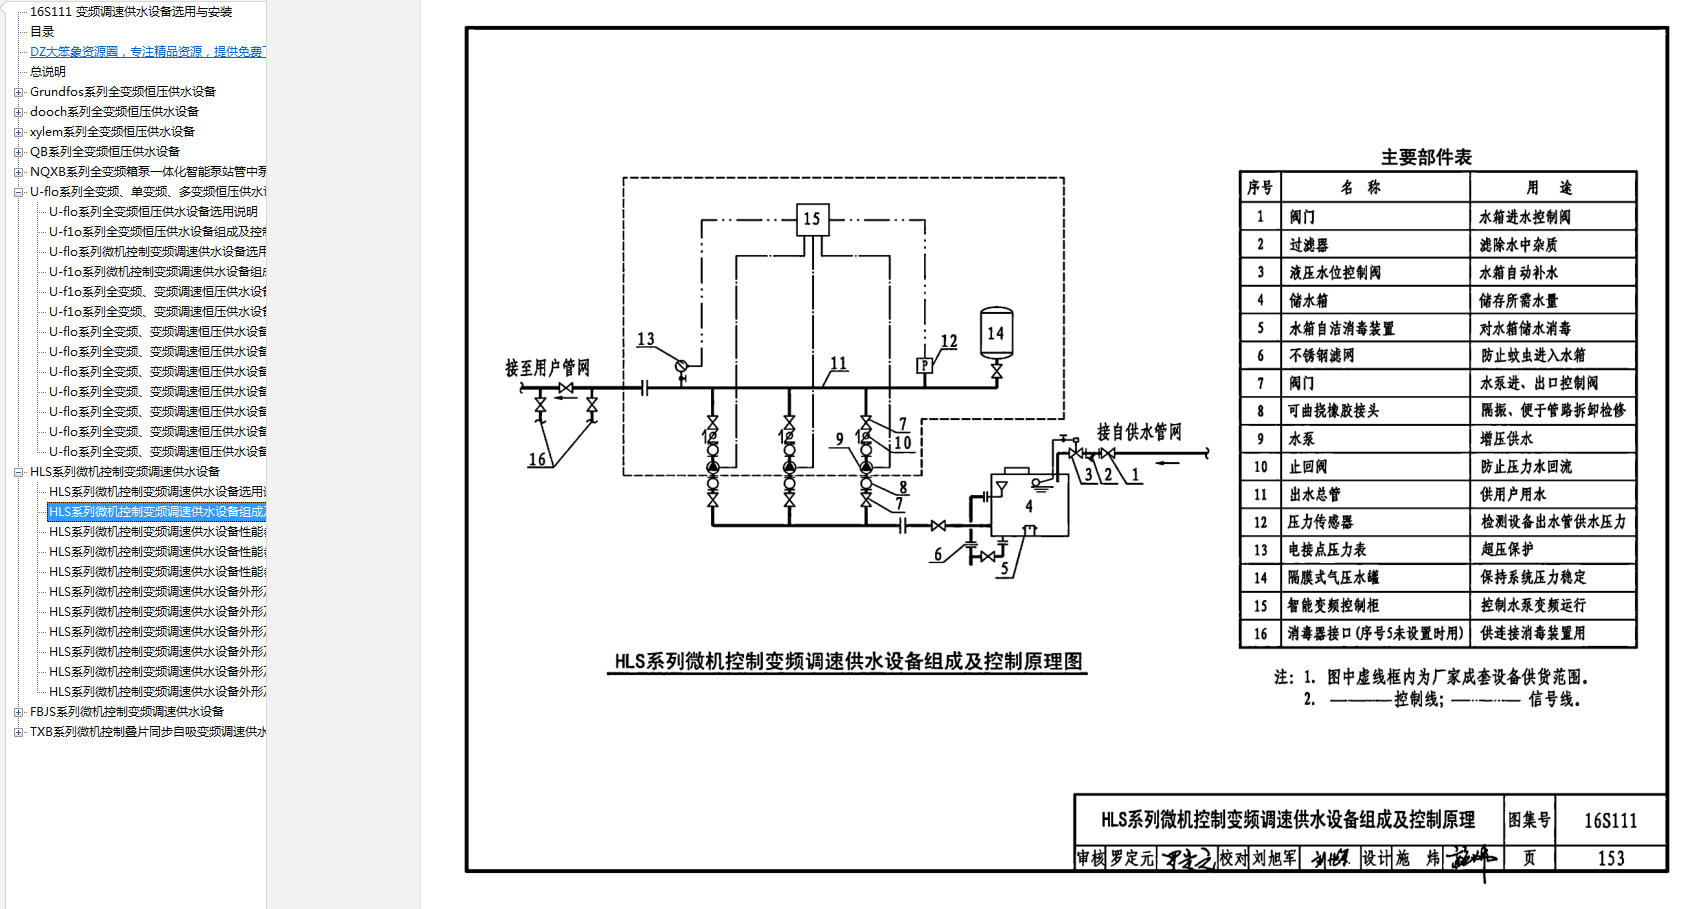 16S111 变频调速供水设备选用与安装
目录
DZ大笨象资源圈，专注精品资源，提供免费
总说明
Grundfos系列全变频恒压供水设备
dooch系列全变频恒压供水设备
xylem系列全变频恒压供水设备
QB系列全变频恒压供水设备
NQXB系列全变频箱泵一体化智能泵站管中泵
U-flo系列全变频、单变频、多变频恒压供水设
U-flo系列全变频恒压供水设备选用说明
U-f1o系列全变频恒压供水设备组成及控制
U-flo系列微机控制变频调速供水设备选用
U-f1o系列微机控制变频调速供水设备组成
U-f1o系列全变频、变频调速恒压供水设备
U-f1o系列全变频、变频调速恒压供水设备
U-flo系列全变频、变频调速恒压供水设备
U-flo系列全变频、变频调速恒压供水设备
U-flo系列全变频、变频调速恒压供水设备
U-flo系列全变频、变频调速恒压供水设备
U-flo系列全变频、变频调速恒压供水设备
U-flo系列全变频、变频调速恒压供水设备
U-flo系列全变频、变频调速恒压供水设备
HLS系列微机控制变频调速供水设备
HLS系列微机控制变频调速供水设备选用说
HLS系列微机控制变频调速供水设备组成及
HLS系列微机控制变频调速供水设备性能参
HLS系列微机控制变频调速供水设备性能参
HLS系列微机控制变频调速供水设备性能参
HLS系列微机控制变频调速供水设备外形及
HLS系列微机控制变频调速供水设备外形及
HLS系列微机控制变频调速供水设备外形及
HLS系列微机控制变频调速供水设备外形及
HLS系列微机控制变频调速供水设备外形及
HLS系列微机控制变频调速供水设备外形及
FBJS系列微机控制变频调速供水设备
TXB系列微机控制叠片同步自吸变频调速供水
15
14
13
12
P
11
接至用户管网
7
10
9
16
8
7
接自供水管网
3 2 1
4
6
5
HLS系列微机控制变频调速供水设备组成及控制原理图
主要部件表
序号 名 称 用 途
1 阀门 水箱进水控制阀
2 过滤器 滤除水中杂质
3 液压水位控制阀 水箱自动补水
4 储水箱 储存所需水量
5 水箱自洁消毒装置 对水箱储水消毒
6 不锈钢滤网 防止蚊虫进入水箱
7 阀门 水泵进、出口控制阀
8 可曲挠橡胶接头 隔振、便于管路拆卸检修
9 水泵 增压供水
10 止回阀 防止压力水回流
11 出水总管 供用户用水
12 压力传感器 检测设备出水管供水压力
13 电接点压力表 超压保护
14 隔膜式气压水罐 保持系统压力稳定
15 智能变频控制柜 控制水泵变频运行
16 消毒器接口(序号5未设置时用) 供连接消毒装置用
注: 1. 图中虚线框内为厂家成套设备供货范围。
2. 控制线; 信号线。
HLS系列微机控制变频调速供水设备组成及控制原理 图集号 16S111
审核 罗定元 校对 刘旭军 设计 施 炜 页 153